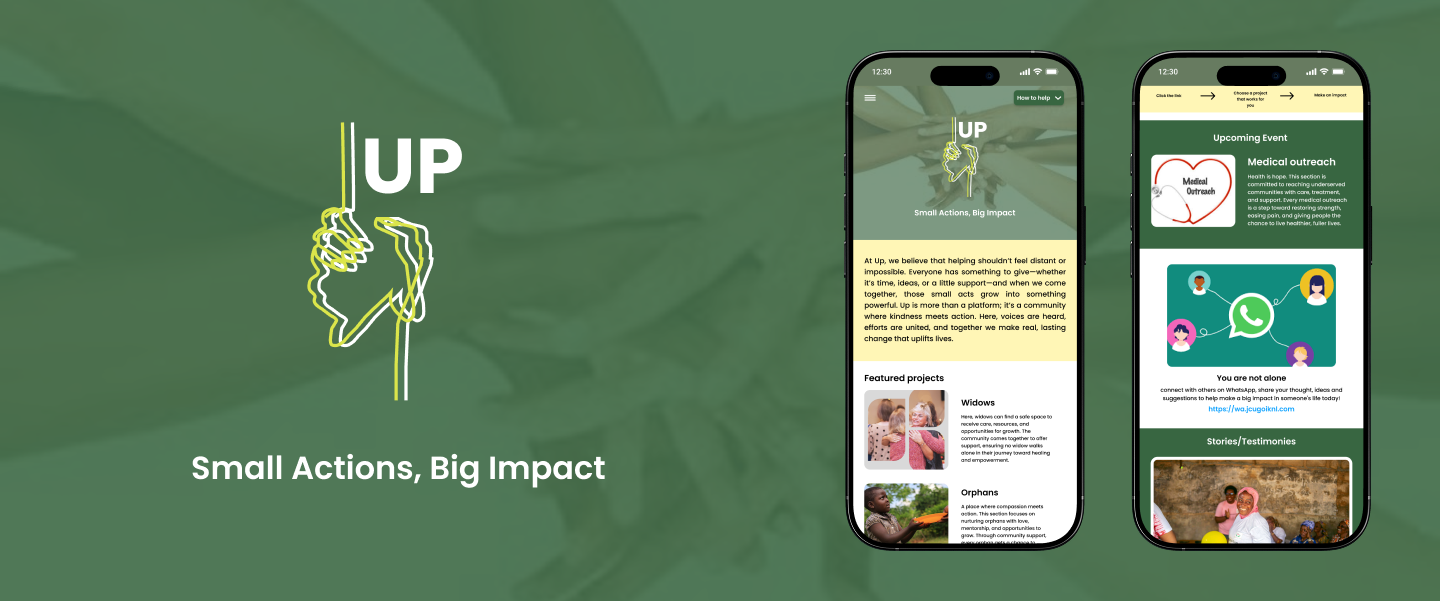 UP
Small Actions, Big Impact
12:30
How to help
UP
Small Actions, Big Impact
At Up, we believe that helping shouldn't feel distant or
impossible. Everyone has something to give—whether
it's time, ideas, or a little support—and when we come
together, those small acts grow into something
powerful. Up is more than a platform; it's a community
where kindness meets action. Here, voices are heard,
efforts are united, and together we make real, lasting
change that uplifts lives.
Featured projects
Widows
Here, widows can find a safe space to
receive care, resources, and
opportunities for growth. The
community comes together to offer
support, ensuring no widow walks
alone in their journey toward healing
and empowerment.
Orphans
A place where compassion meets
action. This section focuses on
nurturing orphans with love,
mentorship, and opportunities to
grow. Through community support,
every orphan gets a chance to
12:30
Click the link
Choose a project
that works for
you
Make an impact
Upcoming Event
Medical
Outreach
Medical outreach
Health is hope. This section is
committed to reaching underserved
communities with care, treatment,
and support. Every medical outreach
is a step toward restoring strength,
easing pain, and giving people the
chance to live healthier, fuller lives.
You are not alone
connect with others on WhatsApp, share your thought, ideas and
suggestions to help make a big impact in someone's life today!
https://wa.jcugoiknl.com
Stories/Testimonies